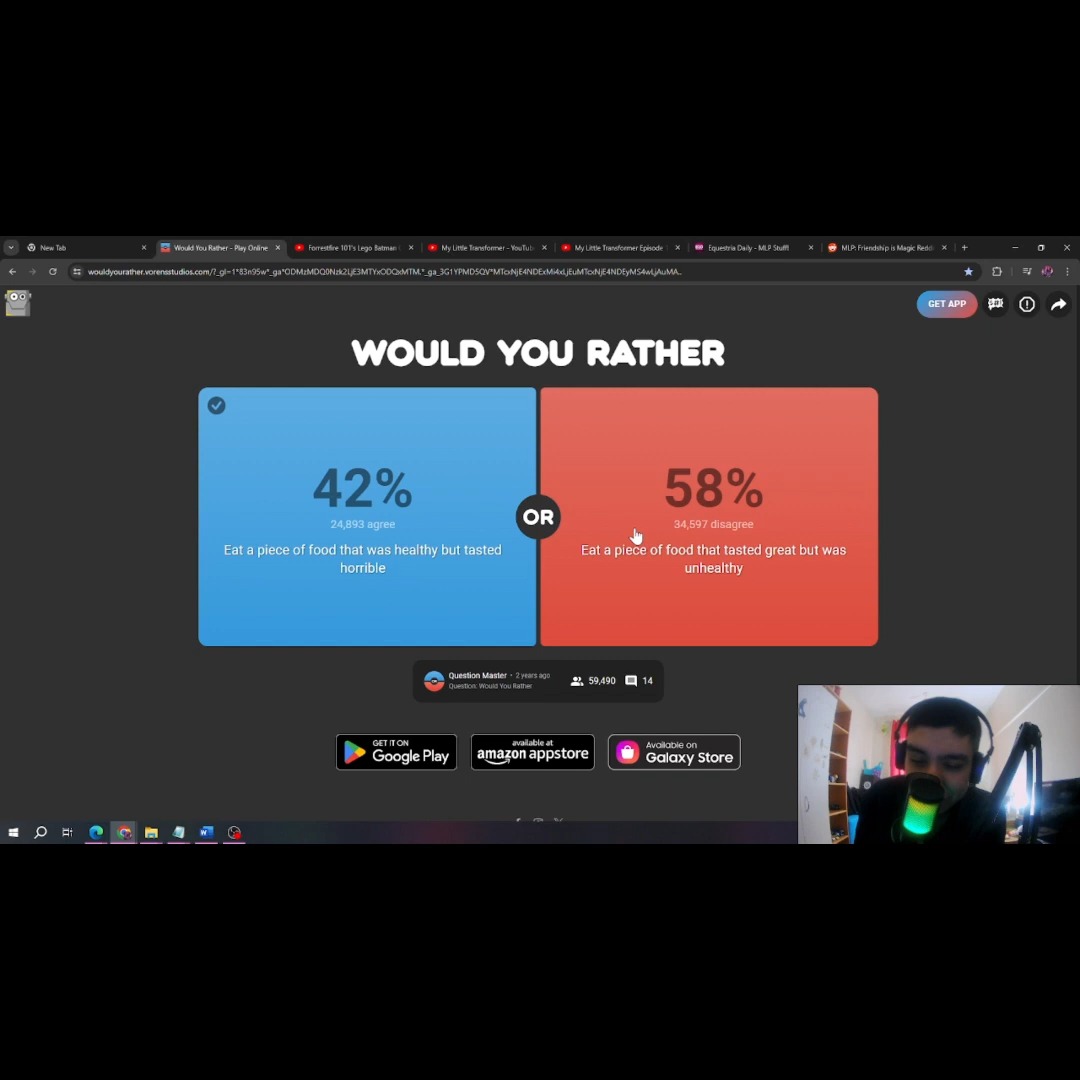 New Tab
Would You Rather - Play Online
Forrestfire 101's Lego Batman
My Little Transformer - YouTub
My Little Transformer Episode
Equestria Daily - MLP Stuff!
MLP: Friendship is Magic Reddi
GET APP
WOULD YOU RATHER
42%
24,893 agree
Eat a piece of food that was healthy but tasted
horrible
OR
58%
34,597 disagree
Eat a piece of food that tasted great but was
unhealthy
Question Master • 2 years ago
Question: Would You Rather
59,490
14
GET IT ON
Google Play
available at
amazon appstore
Available on
Galaxy Store